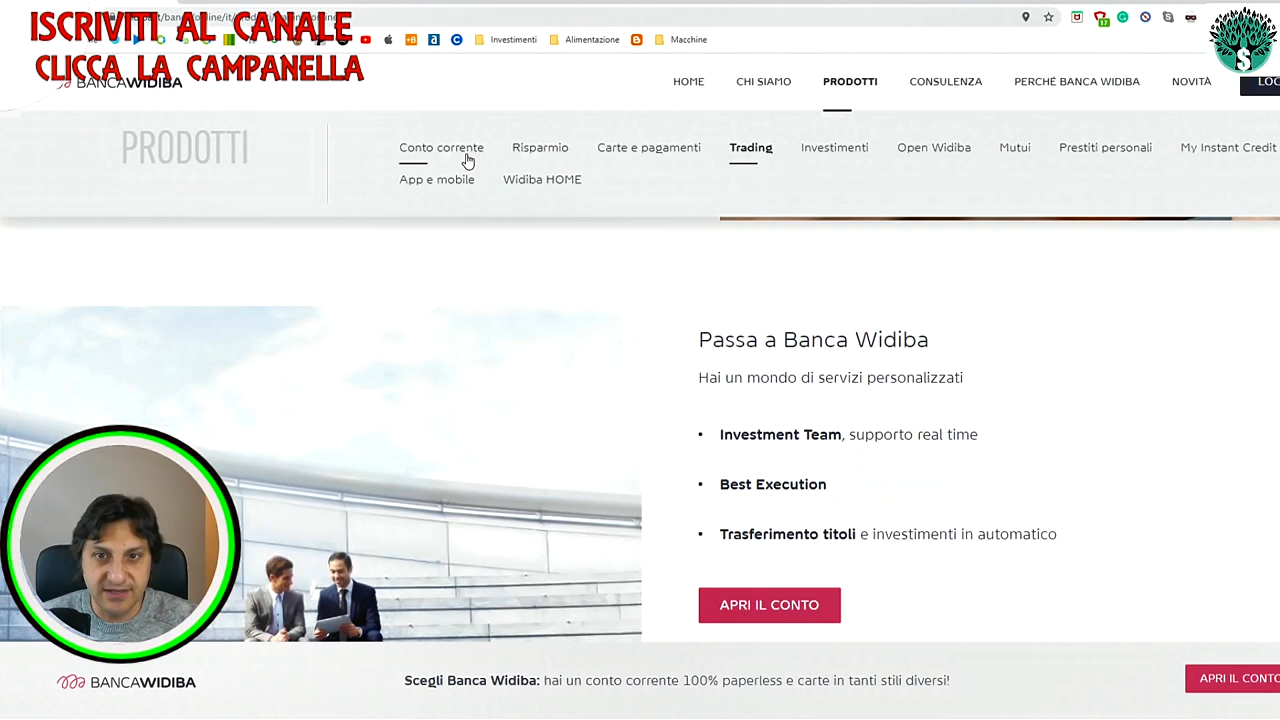 ISCRIVITI AL CANALE
CLICCA LA CAMPANELLA
Investimenti
Alimentazione
Macchine
17
BANCAWIDIBA
HOME
CHI SIAMO
PRODOTTI
CONSULENZA
PERCHÉ BANCA WIDIBA
NOVITÀ
PRODOTTI
Conto corrente
Risparmio
Carte e pagamenti
Trading
Investimenti
Open Widiba
Mutui
Prestiti personali
My Instant Credit
App e mobile
Widiba HOME
Passa a Banca Widiba
Hai un mondo di servizi personalizzati
• Investment Team, supporto real time
• Best Execution
• Trasferimento titoli e investimenti in automatico
APRI IL CONTO
BANCAWIDIBA
Scegli Banca Widiba: hai un conto corrente 100% paperless e carte in tanti stili diversi!
APRI IL CONTO